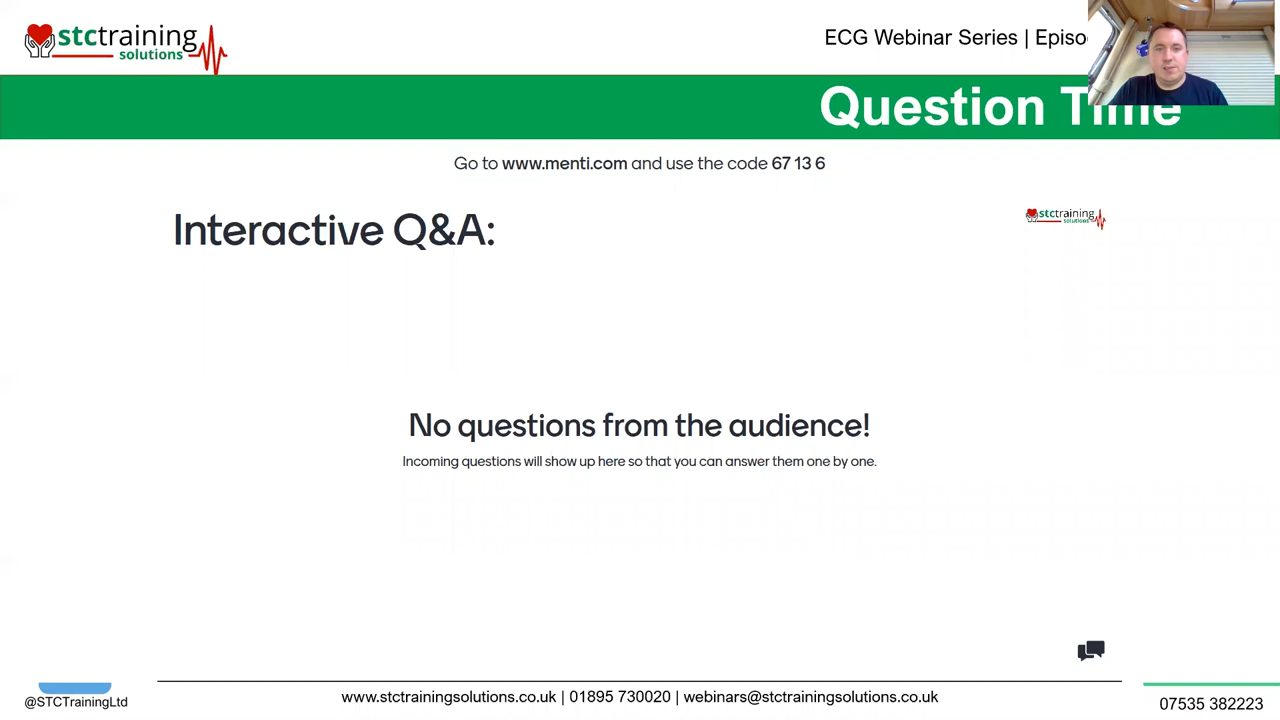 stctraining
solutions
ECG Webinar Series | Episo
Question Time
Go to www.menti.com and use the code 67 13 6
Interactive Q&A:
stctraining
solutions
No questions from the audience!
Incoming questions will show up here so that you can answer them one by one.
@STCTrainingLtd
www.stctrainingsolutions.co.uk | 01895 730020 | webinars@stctrainingsolutions.co.uk
07535 382223